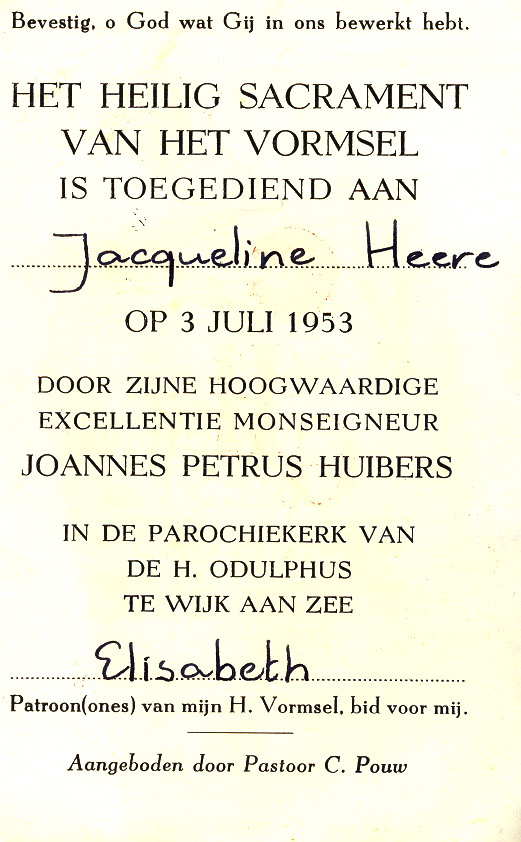 Bevestig, o God wat Gij in ons bewerkt hebt.
HET HEILIG SACRAMENT
VAN HET VORMSEL
IS TOEGEDIEND AAN
Jacqueline Heere
OP 3 JULI 1953
DOOR ZIJNE HOOGWAARDIGE
EXCELLENTIE MONSEIGNEUR
JOANNES PETRUS HUIBERS
IN DE PAROCHIEKERK VAN
DE H. ODULPHUS
TE WIJK AAN ZEE
Elisabeth
Patroon(ones) van mijn H. Vormsel, bid voor mij.
Aangeboden door Pastoor C. Pouw